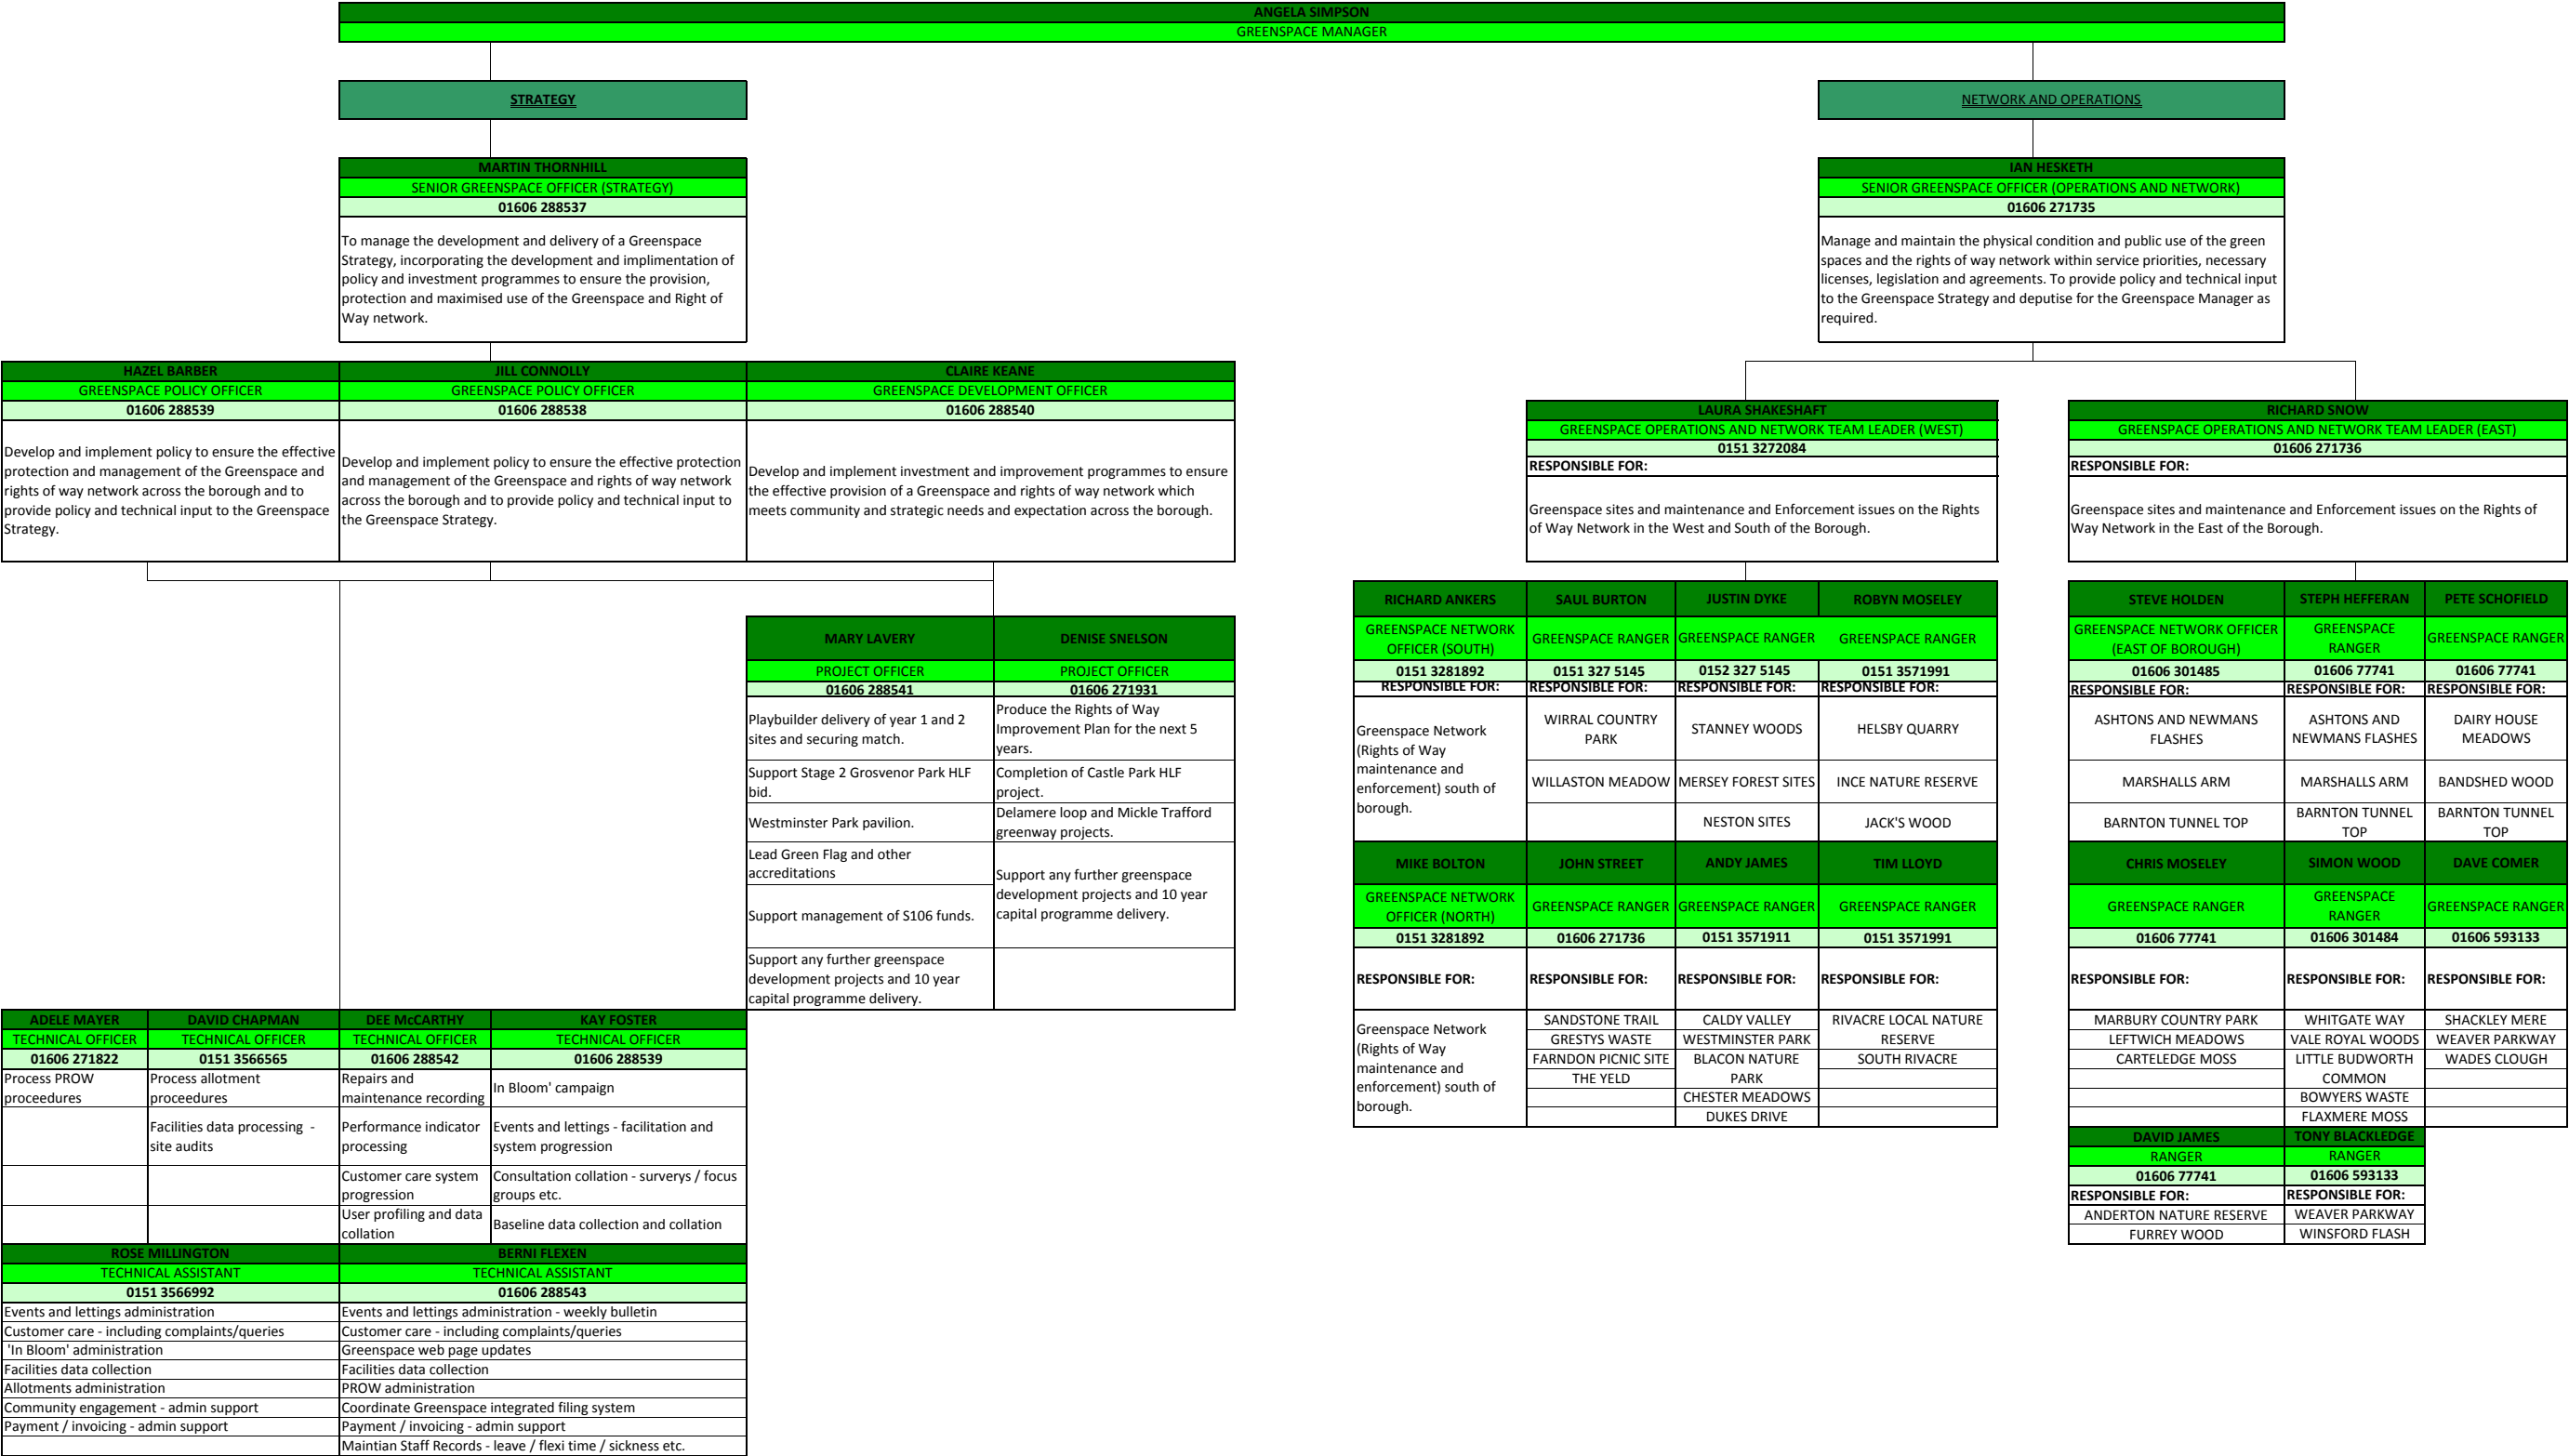 ANGELA SIMPSON
GREENSPACE MANAGER
STRATEGY
NETWORK AND OPERATIONS
MARTIN THORNHILL
SENIOR GREENSPACE OFFICER (STRATEGY)
01606 288537
To manage the development and delivery of a Greenspace
Strategy, incorporating the development and implimentation of
policy and investment programmes to ensure the provision,
protection and maximised use of the Greenspace and Right of
Way network.
IAN HESKETH
SENIOR GREENSPACE OFFICER (OPERATIONS AND NETWORK)
01606 271735
Manage and maintain the physical condition and public use of the green
spaces and the rights of way network within service priorities, necessary
licenses, legislation and agreements. To provide policy and technical input
to the Greenspace Strategy and deputise for the Greenspace Manager as
required.
HAZEL BARBER
GREENSPACE POLICY OFFICER
01606 288539
Develop and implement policy to ensure the effective
protection and management of the Greenspace and
rights of way network across the borough and to
provide policy and technical input to the Greenspace
Strategy.
JILL CONNOLLY
GREENSPACE POLICY OFFICER
01606 288538
Develop and implement policy to ensure the effective protection
and management of the Greenspace and rights of way network
across the borough and to provide policy and technical input to
the Greenspace Strategy.
CLAIRE KEANE
GREENSPACE DEVELOPMENT OFFICER
01606 288540
Develop and implement investment and improvement programmes to ensure
the effective provision of a Greenspace and rights of way network which
meets community and strategic needs and expectation across the borough.
LAURA SHAKESHAFT
GREENSPACE OPERATIONS AND NETWORK TEAM LEADER (WEST)
0151 3272084
RESPONSIBLE FOR:
Greenspace sites and maintenance and Enforcement issues on the Rights
of Way Network in the West and South of the Borough.
RICHARD SNOW
GREENSPACE OPERATIONS AND NETWORK TEAM LEADER (EAST)
01606 271736
RESPONSIBLE FOR:
Greenspace sites and maintenance and Enforcement issues on the Rights of
Way Network in the East of the Borough.
MARY LAVERY
PROJECT OFFICER
01606 288541
Playbuilder delivery of year 1 and 2
sites and securing match.
Support Stage 2 Grosvenor Park HLF
bid.
Westminster Park pavilion.
Lead Green Flag and other
accreditations
Support management of S106 funds.
Support any further greenspace
development projects and 10 year
capital programme delivery.
DENISE SNELSON
PROJECT OFFICER
01606 271931
Produce the Rights of Way
Improvement Plan for the next 5
years.
Completion of Castle Park HLF
project.
Delamere loop and Mickle Trafford
greenway projects.
Support any further greenspace
development projects and 10 year
capital programme delivery.
RICHARD ANKERS
GREENSPACE NETWORK
OFFICER (SOUTH)
0151 3281892
RESPONSIBLE FOR:
Greenspace Network
(Rights of Way
maintenance and
enforcement) south of
borough.
SAUL BURTON
GREENSPACE RANGER
0151 327 5145
RESPONSIBLE FOR:
WIRRAL COUNTRY
PARK
WILLASTON MEADOW
JUSTIN DYKE
GREENSPACE RANGER
0152 327 5145
RESPONSIBLE FOR:
STANNEY WOODS
MERSEY FOREST SITES
NESTON SITES
ROBYN MOSELEY
GREENSPACE RANGER
0151 3571991
RESPONSIBLE FOR:
HELSBY QUARRY
INCE NATURE RESERVE
JACK'S WOOD
STEVE HOLDEN
GREENSPACE NETWORK OFFICER
(EAST OF BOROUGH)
01606 301485
RESPONSIBLE FOR:
ASHTONS AND NEWMANS
FLASHES
MARSHALLS ARM
BARNTON TUNNEL TOP
STEPH HEFFERAN
GREENSPACE
RANGER
01606 77741
RESPONSIBLE FOR:
ASHTONS AND
NEWMANS FLASHES
MARSHALLS ARM
BARNTON TUNNEL
TOP
PETE SCHOFIELD
GREENSPACE RANGER
01606 77741
RESPONSIBLE FOR:
DAIRY HOUSE
MEADOWS
BANDSHED WOOD
BARNTON TUNNEL
TOP
MIKE BOLTON
GREENSPACE NETWORK
OFFICER (NORTH)
0151 3281892
RESPONSIBLE FOR:
Greenspace Network
(Rights of Way
maintenance and
enforcement) south of
borough.
JOHN STREET
GREENSPACE RANGER
01606 271736
RESPONSIBLE FOR:
SANDSTONE TRAIL
GRESTYS WASTE
FARNDON PICNIC SITE
THE YELD
ANDY JAMES
GREENSPACE RANGER
0151 3571911
RESPONSIBLE FOR:
CALDY VALLEY
WESTMINSTER PARK
BLACON NATURE
PARK
CHESTER MEADOWS
DUKES DRIVE
TIM LLOYD
GREENSPACE RANGER
0151 3571991
RESPONSIBLE FOR:
RIVACRE LOCAL NATURE
RESERVE
SOUTH RIVACRE
CHRIS MOSELEY
GREENSPACE RANGER
01606 77741
RESPONSIBLE FOR:
MARBURY COUNTRY PARK
LEFTWICH MEADOWS
CARTELEDGE MOSS
SIMON WOOD
GREENSPACE
RANGER
01606 301484
RESPONSIBLE FOR:
WHITGATE WAY
VALE ROYAL WOODS
LITTLE BUDWORTH
COMMON
BOWYERS WASTE
FLAXMERE MOSS
DAVE COMER
GREENSPACE RANGER
01606 593133
RESPONSIBLE FOR:
SHACKLEY MERE
WEAVER PARKWAY
WADES CLOUGH
DAVID JAMES
RANGER
01606 77741
RESPONSIBLE FOR:
ANDERTON NATURE RESERVE
FURREY WOOD
TONY BLACKLEDGE
RANGER
01606 593133
RESPONSIBLE FOR:
WEAVER PARKWAY
WINSFORD FLASH
ADELE MAYER
TECHNICAL OFFICER
01606 271822
Process PROW
proceedures
DAVID CHAPMAN
TECHNICAL OFFICER
0151 3566565
Process allotment
proceedures
Facilities data processing -
site audits
DEE McCARTHY
TECHNICAL OFFICER
01606 288542
Repairs and
maintenance recording
Performance indicator
processing
Customer care system
progression
User profiling and data
collation
KAY FOSTER
TECHNICAL OFFICER
01606 288539
In Bloom' campaign
Events and lettings - facilitation and
system progression
Consultation collation - surverys / focus
groups etc.
Baseline data collection and collation
ROSE MILLINGTON
TECHNICAL ASSISTANT
0151 3566992
Events and lettings administration
Customer care - including complaints/queries
'In Bloom' administration
Facilities data collection
Allotments administration
Community engagement - admin support
Payment / invoicing - admin support
BERNI FLEXEN
TECHNICAL ASSISTANT
01606 288543
Events and lettings administration - weekly bulletin
Customer care - including complaints/queries
Greenspace web page updates
Facilities data collection
PROW administration
Coordinate Greenspace integrated filing system
Payment / invoicing - admin support
Maintian Staff Records - leave / flexi time / sickness etc.